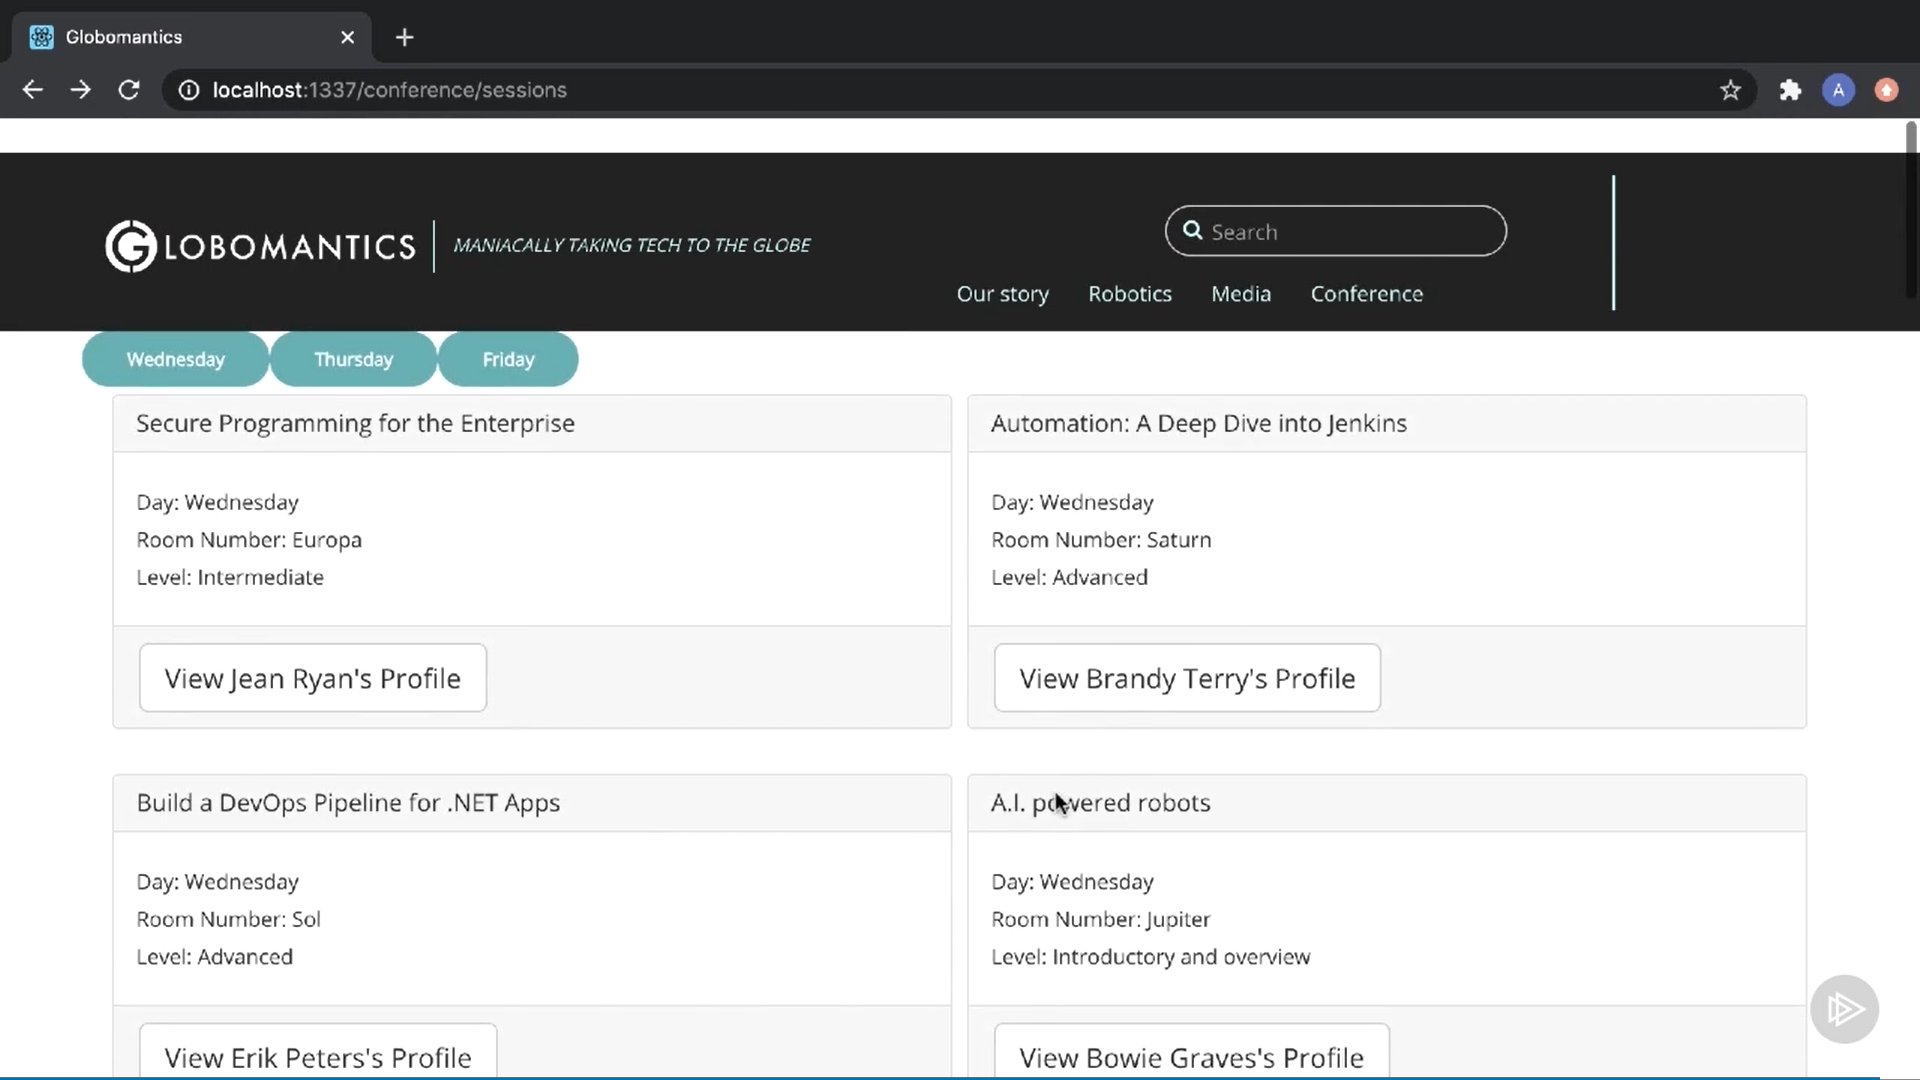 Globomantics
localhost:1337/conference/sessions
A
GLOBOMANTICS
MANIACALLY TAKING TECH TO THE GLOBE
Search
Our story Robotics Media Conference
Wednesday Thursday Friday
Secure Programming for the Enterprise
Day: Wednesday
Room Number: Europa
Level: Intermediate
View Jean Ryan's Profile
Automation: A Deep Dive into Jenkins
Day: Wednesday
Room Number: Saturn
Level: Advanced
View Brandy Terry's Profile
Build a DevOps Pipeline for .NET Apps
Day: Wednesday
Room Number: Sol
Level: Advanced
View Erik Peters's Profile
A.I. powered robots
Day: Wednesday
Room Number: Jupiter
Level: Introductory and overview
View Bowie Graves's Profile